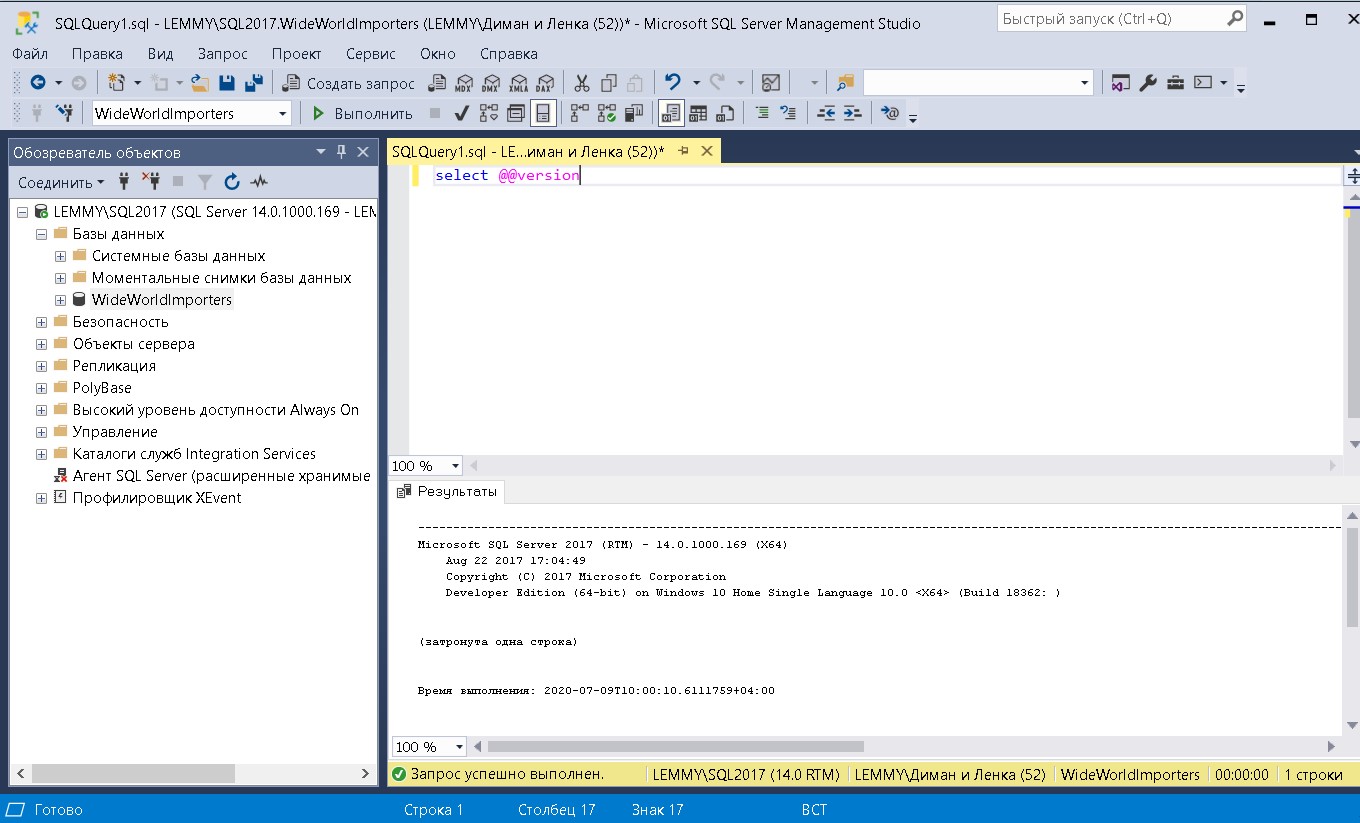 SQLQuery1.sql - LEMMY\SQL2017.WideWorldImporters (LEMMY\Диман и Ленка (52))* - Microsoft SQL Server Management Studio
Быстрый запуск (Ctrl+Q)
Файл Правка Вид Запрос Проект Сервис Окно Справка
Создать запрос MDX DMX XMLA DAX
WideWorldImporters Выполнить
Обозреватель объектов
Соединить
LEMMY\SQL2017 (SQL Server 14.0.1000.169 - LEM
Базы данных
Системные базы данных
Моментальные снимки базы данных
WideWorldImporters
Безопасность
Объекты сервера
Репликация
PolyBase
Высокий уровень доступности Always On
Управление
Каталоги служб Integration Services
Агент SQL Server (расширенные хранимые
Профилировщик XEvent
SQLQuery1.sql - LE...иман и Ленка (52))*
select @@version
100 %
Результаты
Microsoft SQL Server 2017 (RTM) - 14.0.1000.169 (X64)
Aug 22 2017 17:04:49
Copyright (C) 2017 Microsoft Corporation
Developer Edition (64-bit) on Windows 10 Home Single Language 10.0 <X64> (Build 18362: )
(затронута одна строка)
Время выполнения: 2020-07-09T10:00:10.6111759+04:00
100 %
Запрос успешно выполнен. LEMMY\SQL2017 (14.0 RTM) LEMMY\Диман и Ленка (52) WideWorldImporters 00:00:00 1 строки
Готово Строка 1 Столбец 17 Знак 17 ВСТ